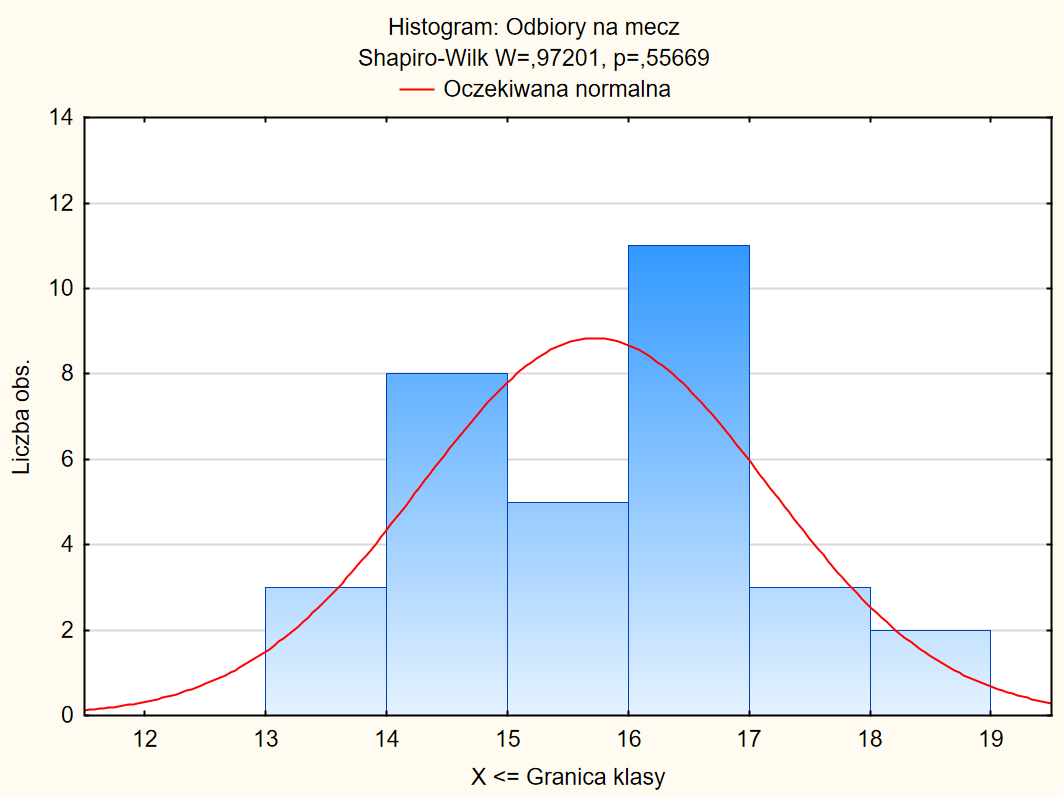 Histogram: Odbiory na mecz
Shapiro-Wilk W=,97201, p=,55669
Oczekiwana normalna
14
12
10
8
6
4
2
0
Liczba obs.
12 13 14 15 16 17 18 19
X <= Granica klasy